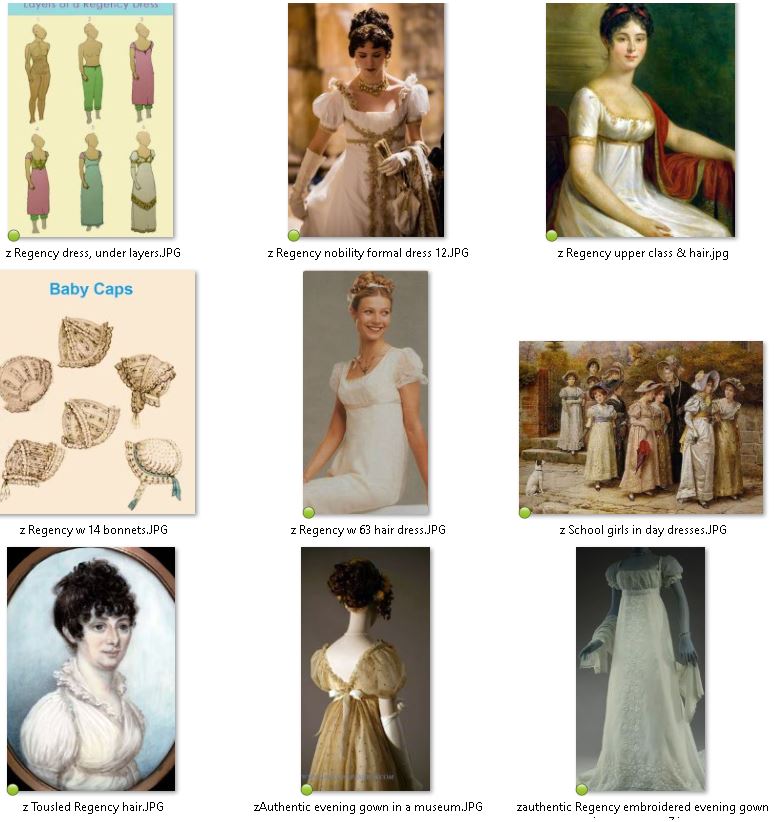 Layers of a Regency Dress
1
2
3
4
5
6
z Regency dress, under layers.JPG
z Regency nobility formal dress 12.JPG
z Regency upper class & hair.jpg
Baby Caps
z Regency w 14 bonnets.JPG
z Regency w 63 hair dress.JPG
z School girls in day dresses.JPG
z Tousled Regency hair.JPG
zAuthentic evening gown in a museum.JPG
zauthentic Regency embroidered evening gown